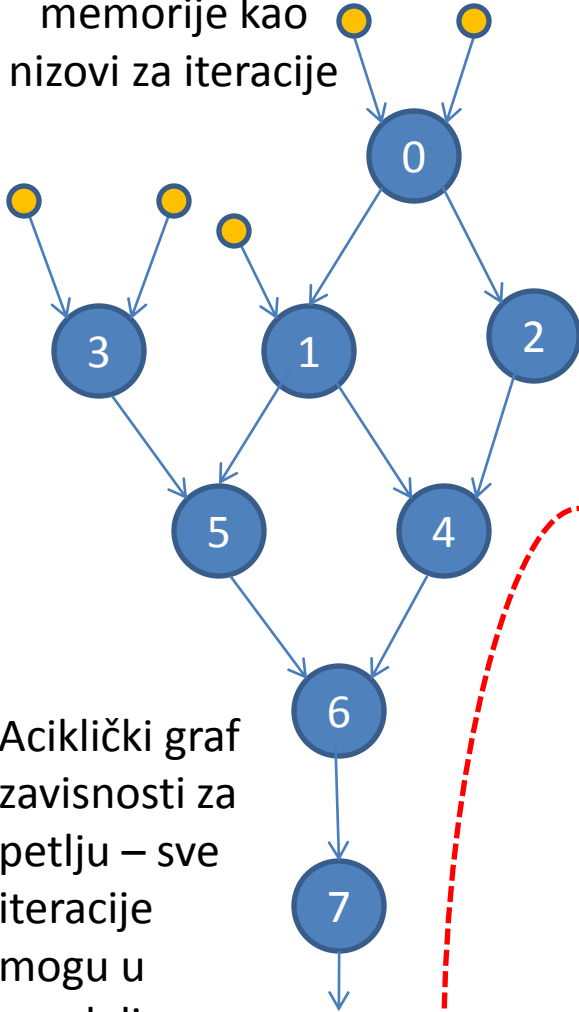 memorije kao
nizovi za iteracije
0
3
1
2
5
4
6
Aciklički graf
zavisnosti za
petlju – sve
iteracije
7
mogu u